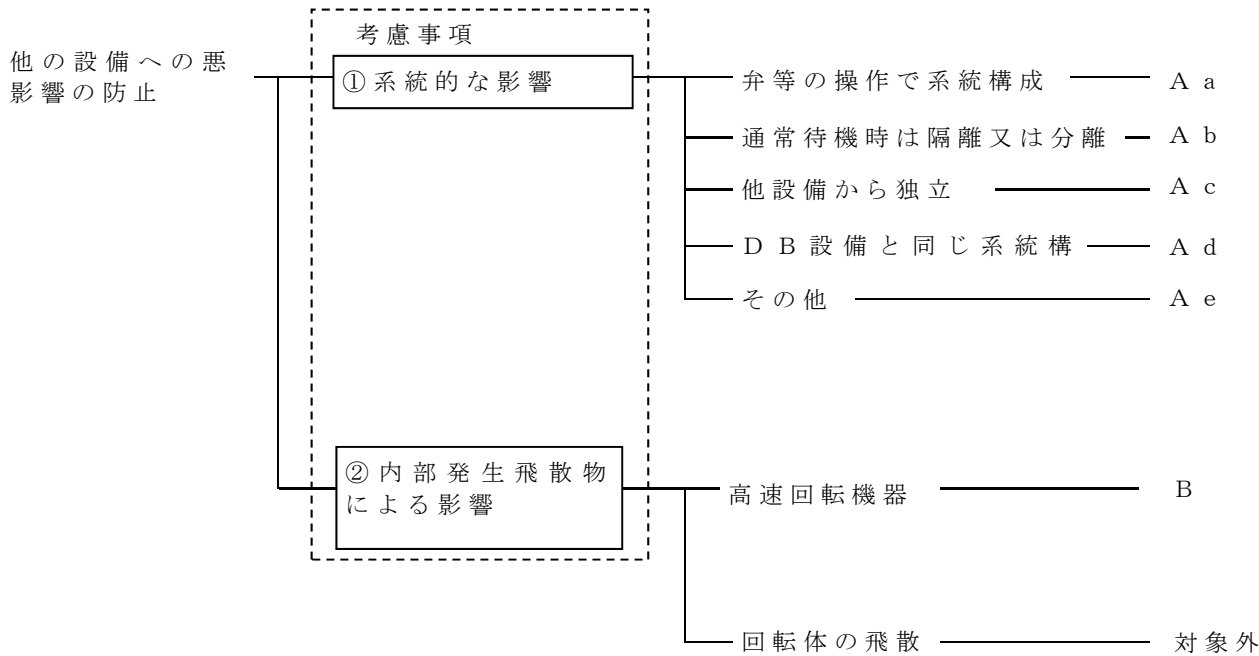 考慮事項
他の設備への悪
影響の防止
①系統的な影響
弁等の操作で系統構成 Aa
通常待機時は隔離又は分離 Ab
他設備から独立 Ac
DB設備と同じ系統構 Ad
その他 Ae
②内部発生飛散物
による影響
高速回転機器 B
回転体の飛散 対象外